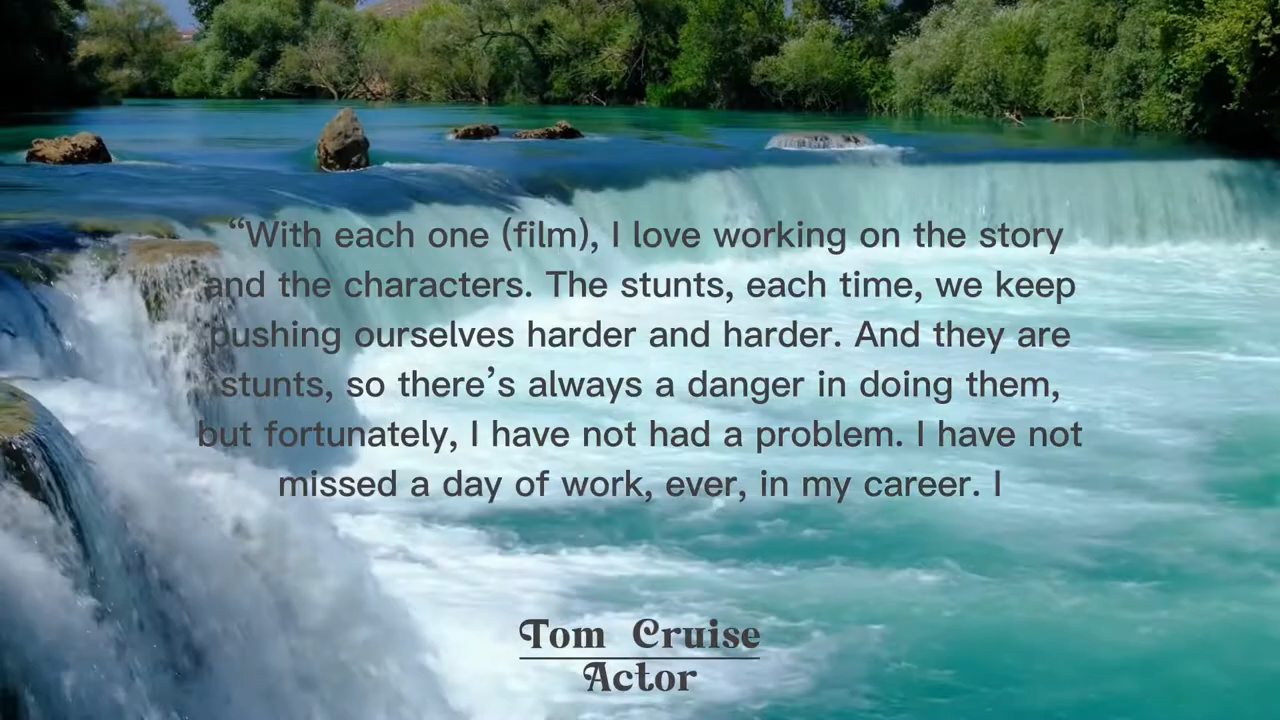 “With each one (film), I love working on the story
and the characters. The stunts, each time, we keep
pushing ourselves harder and harder. And they are
stunts, so there’s always a danger in doing them,
but fortunately, I have not had a problem. I have not
missed a day of work, ever, in my career. I
Tom Cruise
Actor